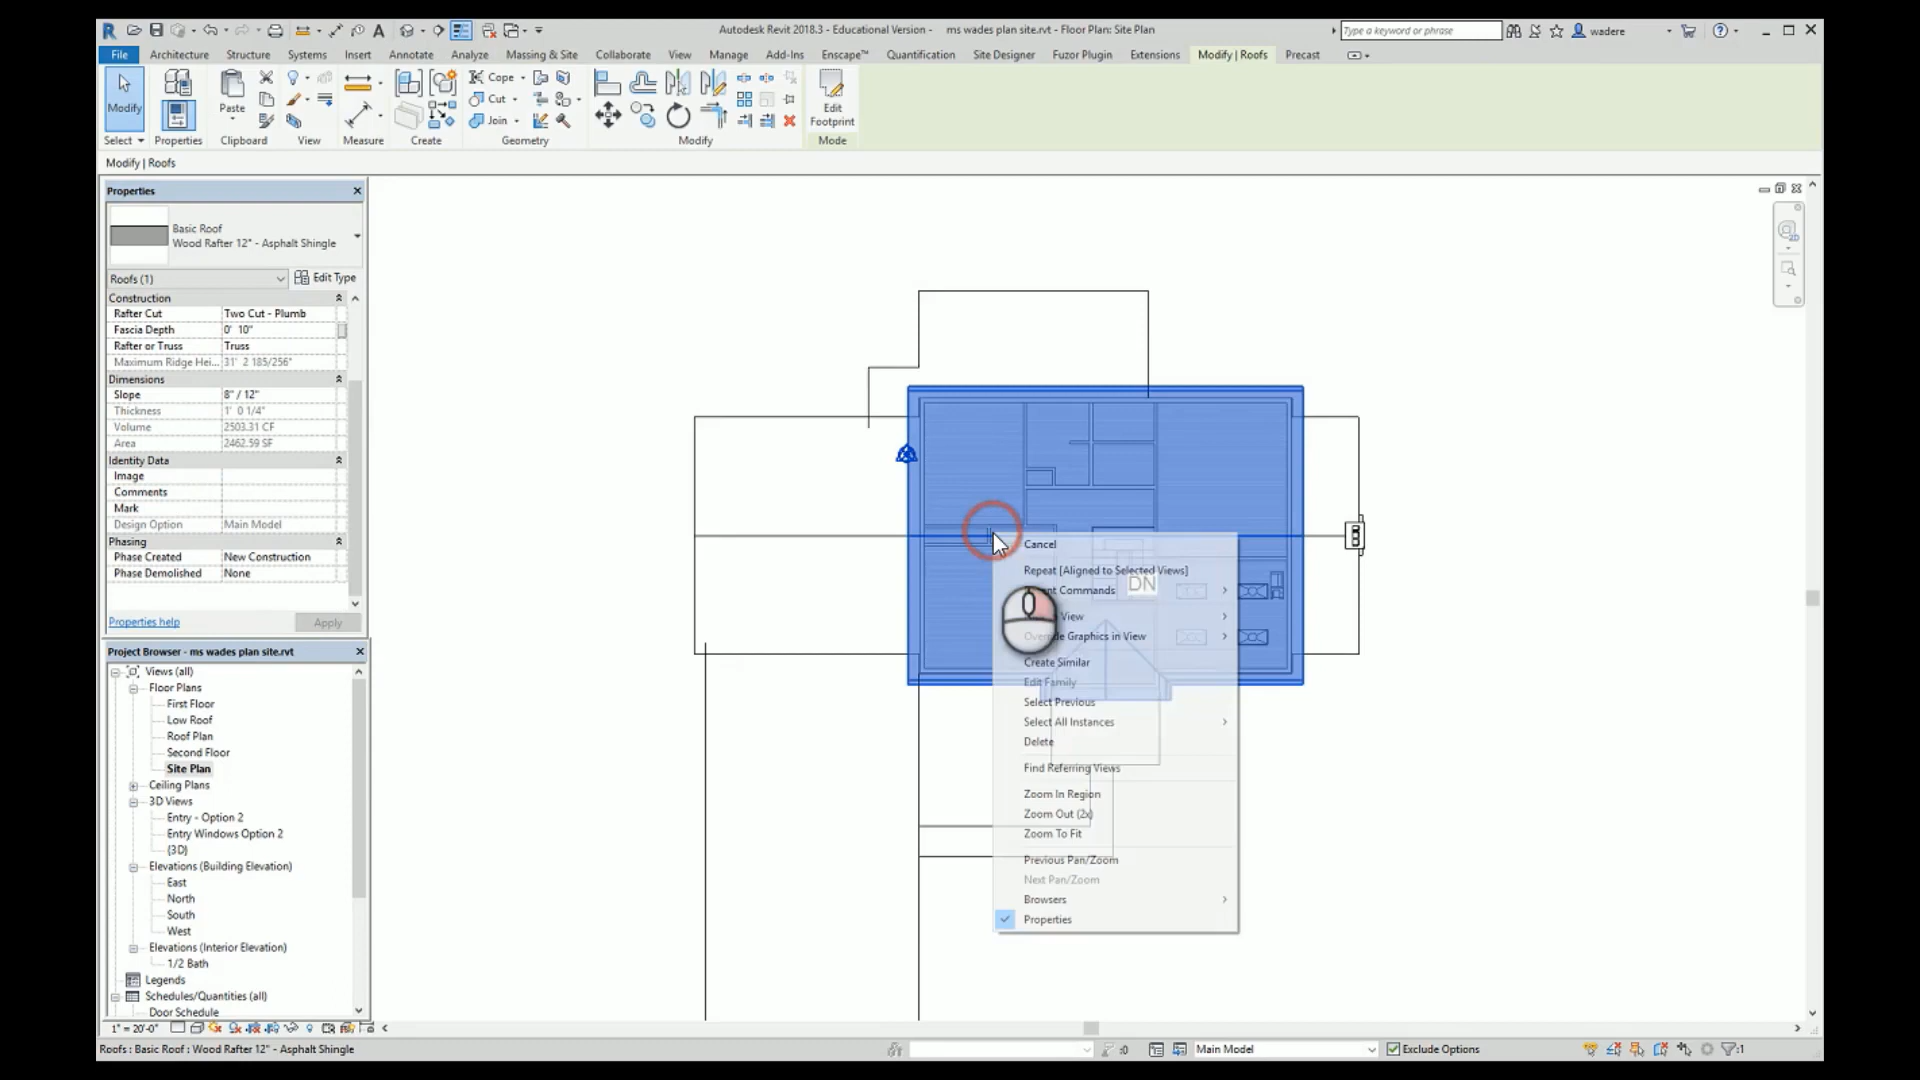 Autodesk Revit 2018.3 - Educational Version - ms wades plan site.rvt - Floor Plan: Site Plan
Type a keyword or phrase
wadere
File Architecture Structure Systems Insert Annotate Analyze Massing & Site Collaborate View Manage Add-Ins Enscape™ Quantification Site Designer Fuzor Plugin Extensions Modify | Roofs Precast
Modify
Paste
Cope
Cut
Join
Edit
Footprint
Select Properties Clipboard View Measure Create Geometry Modify Mode
Modify | Roofs
Properties
Basic Roof
Wood Rafter 12" - Asphalt Shingle
Roofs (1) Edit Type
Construction
Rafter Cut Two Cut - Plumb
Fascia Depth 0' 10"
Rafter or Truss Truss
Maximum Ridge Hei... 31' 2 185/256"
Dimensions
Slope 8" / 12"
Thickness 1' 0 1/4"
Volume 2503.31 CF
Area 2462.59 SF
Identity Data
Image
Comments
Mark
Design Option Main Model
Phasing
Phase Created New Construction
Phase Demolished None
Properties help Apply
Project Browser - ms wades plan site.rvt
Views (all)
Floor Plans
First Floor
Low Roof
Roof Plan
Second Floor
Site Plan
Ceiling Plans
3D Views
Entry - Option 2
Entry Windows Option 2
{3D}
Elevations (Building Elevation)
East
North
South
West
Elevations (Interior Elevation)
1/2 Bath
Legends
Schedules/Quantities (all)
Door Schedule
Cancel
Repeat [Aligned to Selected Views]
Commands
DN
View
Override Graphics in View
Create Similar
Edit Family
Select Previous
Select All Instances
Delete
Find Referring Views
Zoom In Region
Zoom Out (2x)
Zoom To Fit
Previous Pan/Zoom
Next Pan/Zoom
Browsers
Properties
1" = 20'-0"
Roofs : Basic Roof : Wood Rafter 12" - Asphalt Shingle
:0
Main Model
Exclude Options
:1